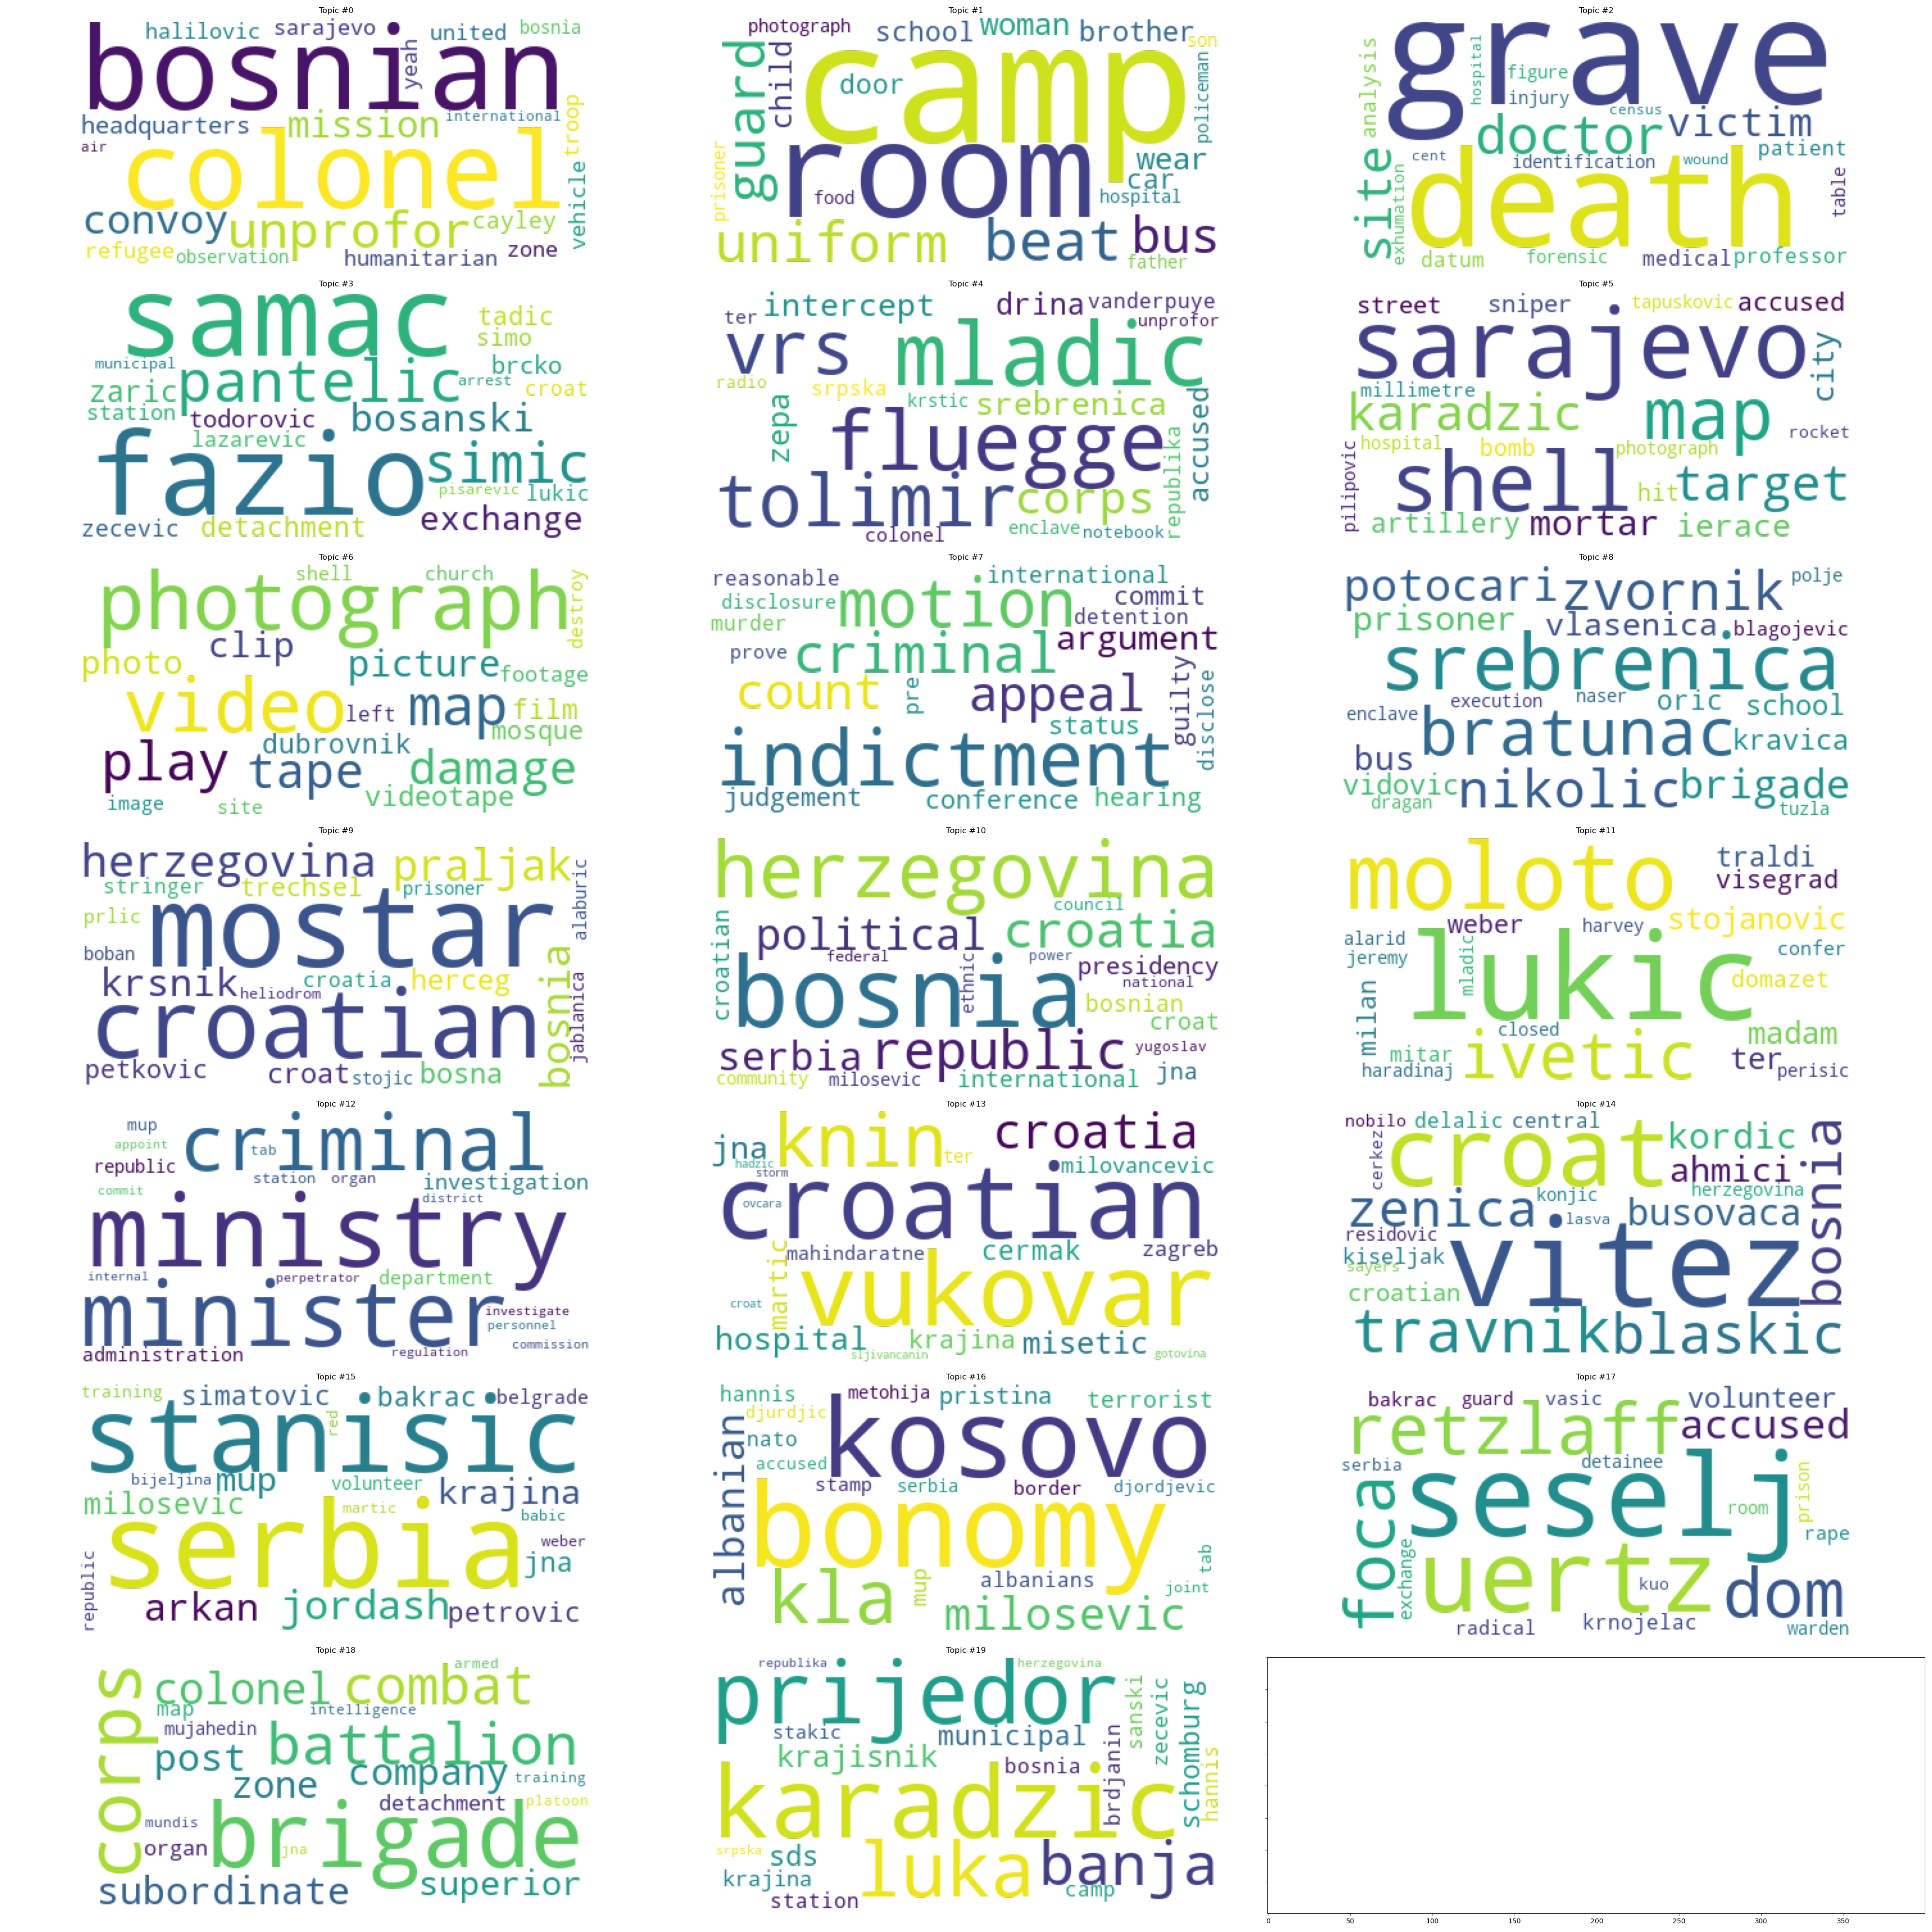 Topic #0
halilovic sarajevo united bosnia
bosnian yeah
headquarters mission international troop
air colonel
convoy unprofor cayley vehicle
refugee observation humanitarian zone
Topic #1
photograph school woman brother son
guard child door camp policeman
prisoner room wear car
food hospital
uniform beat bus father
Topic #2
analysis grave hospital figure injury
census doctor victim
cent identification wound patient
site exhumation death table
datum forensic medical professor
Topic #3
samac tadic simo
municipal pantelic brcko
zaric arrest croat
station todorovic bosanski
lazarevic
fazio simic
pisarevic lukic
zecevic detachment exchange
Topic #4
ter intercept drina vanderpuye
vrs mladic unprofor
radio srpska
zepa krstic srebrenica accused
fluegge republika
tolimir corps
colonel enclave notebook
Topic #5
street sniper tapuskovic accused
sarajevo city
millimetre
karadzic map rocket
hospital bomb photograph
pilipovic shell hit target
artillery mortar ierace
Topic #6
shell church
photograph destroy
clip
photo picture footage
video left map film
mosque
play dubrovnik
tape damage
image site videotape
Topic #7
reasonable international
disclosure motion commit
murder detention
prove criminal argument
count pre appeal guilty
status disclose
indictment
judgement conference hearing
Topic #8
potocari zvornik polje
prisoner vlasenica blagojevic
srebrenica
execution naser oric school
enclave bratunac kravica
bus
vidovic nikolic brigade
dragan tuzla
Topic #9
herzegovina praljak
stringer trechsel prisoner alaburic
prlic mostar
boban
krsnik croatia herceg bosnia
heliodrom
croatian jablanica
petkovic croat stojic bosna
Topic #10
herzegovina
council
croatian political croatia
federal power
bosnia ethnic presidency
national
bosnian
croat
serbia republic yugoslav
community milosevic international jna
Topic #11
moloto traldi
visegrad
weber harvey stojanovic
alarid
jeremy mladic lukic confer
domazet
milan closed madam
mitar ivetic ter
haradinaj perisic
Topic #12
mup criminal
appoint tab
republic station organ investigation
commit district
ministry
internal perpetrator department
minister investigate
personnel
administration regulation commission
Topic #13
jna knin croatia
hadzic ter
storm milovancevic
croatian
ovcara
martic mahindaratne cermak zagreb
vukovar
croat
hospital krajina misetic
sljivancanin gotovina
Topic #14
nobilo delalic central
cerkez croat kordic
ahmici bosnia
zenica konjic herzegovina
lasva busovaca
residovic
kiseljak vitez
sayers
croatian
travnik blaskic
Topic #15
training simatovic bakrac belgrade
stanisic red
bijeljina mup volunteer krajina
milosevic martic
serbia babic
weber
republic jna
arkan jordash petrovic
Topic #16
hannis metohija pristina terrorist
djurdjic kosovo
albanian nato
accused
stamp serbia border djordjevic
bonomy
kla mup albanians tab
joint
milosevic
Topic #17
bakrac guard vasic volunteer
retzlaff accused
serbia detainee
foca seselj room prison
rape
exchange uertz kuo dom
radical krnojelac warden
Topic #18
corps colonel combat armed
map intelligence
mujahedin
post battalion
zone company training
detachment platoon
mundis
organ brigade jna
subordinate superior
Topic #19
republika herzegovina
prijedor sanski
stakic municipal zecevic schomburg
krajisnik bosnia brdjanin hannis
karadzic
srpska sds luka banja
krajina camp
station
0 50 100 150 200 250 300 350